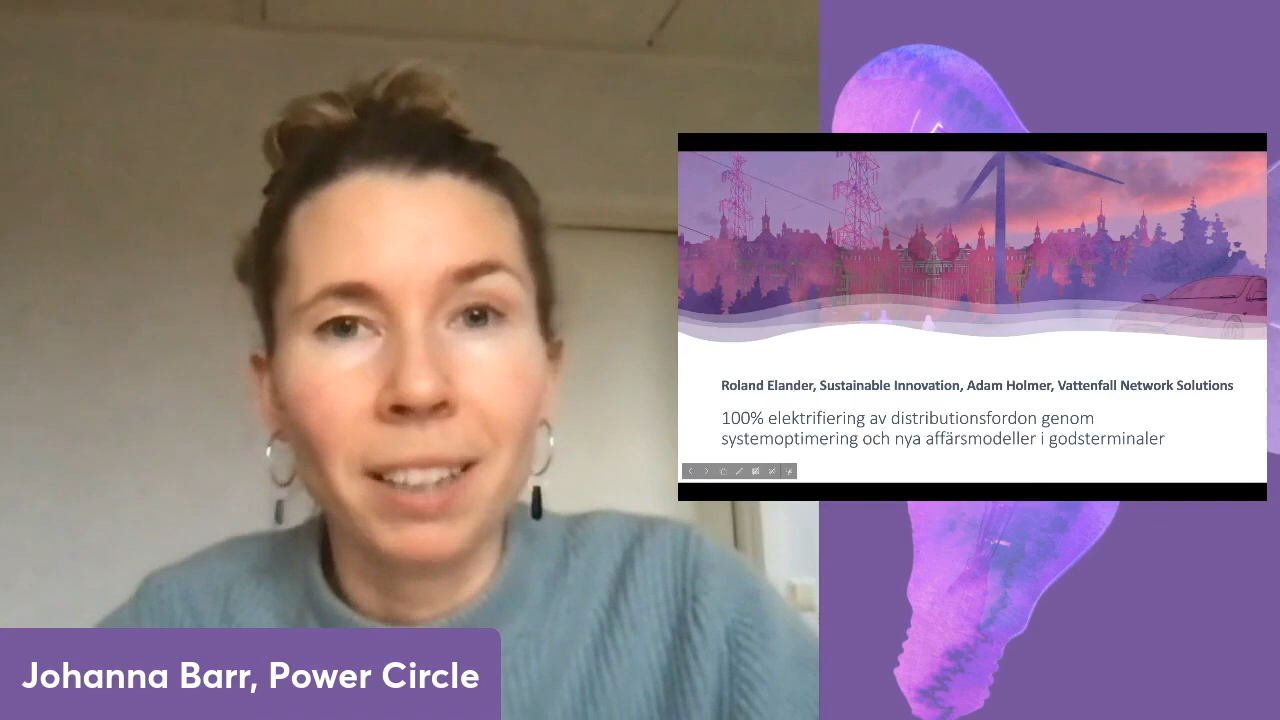 Roland Elander, Sustainable Innovation, Adam Holmer, Vattenfall Network Solutions
100% elektrifiering av distributionsfordon genom
systemoptimering och nya affärsmodeller i godsterminaler
Johanna Barr, Power Circle